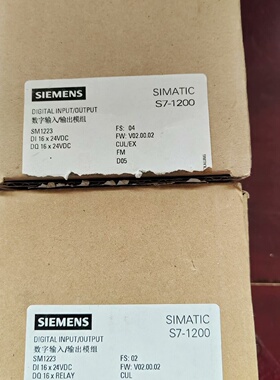 SIEMENS
SIMATIC
S7-1200
DIGITAL INPUT/OUTPUT
数字输入/输出模组
SM1223 FS: 04
DI 16 x 24VDC FW: V02.00.02
DQ 16 x 24VDC CUL/EX
FM
D05
SIEMENS
SIMATIC
S7-1200
DIGITAL INPUT/OUTPUT
数字输入/输出模组
SM1223 FS: 02
DI 16 x 24VDC FW: V02.00.02
DQ 16 x RELAY CUL